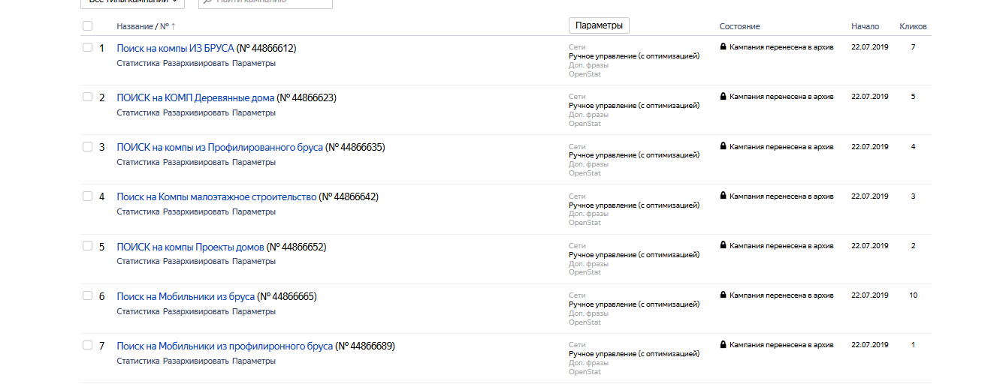 Все типы кампаний Найти кампанию
Название / № ↑ Параметры Состояние Начало Кликов
1 Поиск на компы ИЗ БРУСА (№ 44866612) Сети Кампания перенесена в архив 22.07.2019 7
Ручное управление (с оптимизацией)
Статистика Разархивировать Параметры Доп. фразы
OpenStat
2 ПОИСК на КОМП Деревянные дома (№ 44866623) Сети Кампания перенесена в архив 22.07.2019 5
Ручное управление (с оптимизацией)
Статистика Разархивировать Параметры Доп. фразы
OpenStat
3 ПОИСК на компы из Профилированного бруса (№ 44866635) Сети Кампания перенесена в архив 22.07.2019 4
Ручное управление (с оптимизацией)
Статистика Разархивировать Параметры Доп. фразы
OpenStat
4 Поиск на Компы малоэтажное строительство (№ 44866642) Сети Кампания перенесена в архив 22.07.2019 3
Ручное управление (с оптимизацией)
Статистика Разархивировать Параметры Доп. фразы
OpenStat
5 ПОИСК на компы Проекты домов (№ 44866652) Сети Кампания перенесена в архив 22.07.2019 2
Ручное управление (с оптимизацией)
Статистика Разархивировать Параметры Доп. фразы
OpenStat
6 Поиск на Мобильники из бруса (№ 44866665) Сети Кампания перенесена в архив 22.07.2019 10
Ручное управление (с оптимизацией)
Статистика Разархивировать Параметры Доп. фразы
OpenStat
7 Поиск на Мобильники из профилиронного бруса (№ 44866689) Сети Кампания перенесена в архив 22.07.2019 1
Ручное управление (с оптимизацией)
Статистика Разархивировать Параметры Доп. фразы
OpenStat